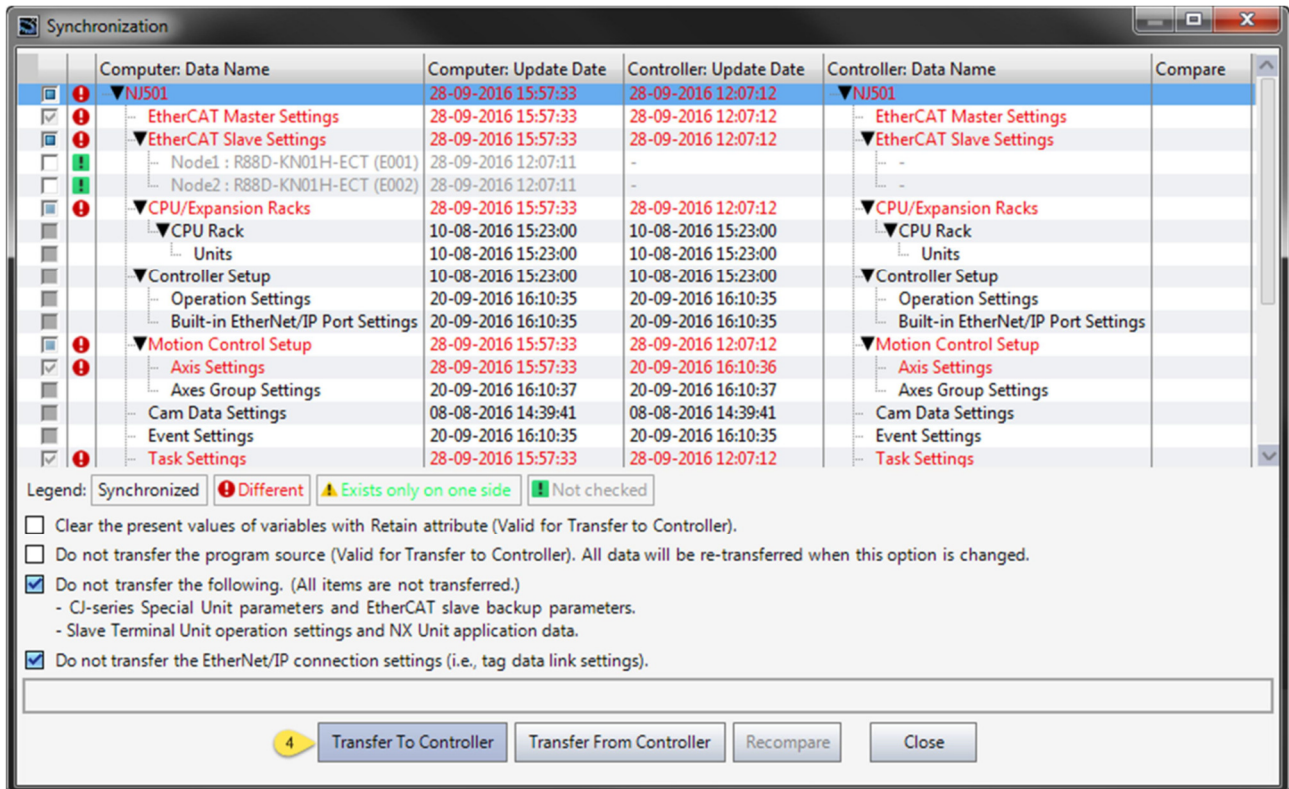 Synchronization
Computer: Data Name Computer: Update Date Controller: Update Date Controller: Data Name Compare
NJ501 28-09-2016 15:57:33 28-09-2016 12:07:12 NJ501
EtherCAT Master Settings 28-09-2016 15:57:33 28-09-2016 12:07:12 EtherCAT Master Settings
EtherCAT Slave Settings 28-09-2016 15:57:33 28-09-2016 12:07:12 EtherCAT Slave Settings
Node1 : R88D-KN01H-ECT (E001) 28-09-2016 12:07:11 - -
Node2 : R88D-KN01H-ECT (E002) 28-09-2016 12:07:11 - -
CPU/Expansion Racks 28-09-2016 15:57:33 28-09-2016 12:07:12 CPU/Expansion Racks
CPU Rack 10-08-2016 15:23:00 10-08-2016 15:23:00 CPU Rack
Units 10-08-2016 15:23:00 10-08-2016 15:23:00 Units
Controller Setup 10-08-2016 15:23:00 10-08-2016 15:23:00 Controller Setup
Operation Settings 20-09-2016 16:10:35 20-09-2016 16:10:35 Operation Settings
Built-in EtherNet/IP Port Settings 20-09-2016 16:10:35 20-09-2016 16:10:35 Built-in EtherNet/IP Port Settings
Motion Control Setup 28-09-2016 15:57:33 28-09-2016 12:07:12 Motion Control Setup
Axis Settings 28-09-2016 15:57:33 20-09-2016 16:10:36 Axis Settings
Axes Group Settings 20-09-2016 16:10:37 20-09-2016 16:10:37 Axes Group Settings
Cam Data Settings 08-08-2016 14:39:41 08-08-2016 14:39:41 Cam Data Settings
Event Settings 20-09-2016 16:10:35 20-09-2016 16:10:35 Event Settings
Task Settings 28-09-2016 15:57:33 28-09-2016 12:07:12 Task Settings
Legend: Synchronized Different Exists only on one side Not checked
Clear the present values of variables with Retain attribute (Valid for Transfer to Controller).
Do not transfer the program source (Valid for Transfer to Controller). All data will be re-transferred when this option is changed.
Do not transfer the following. (All items are not transferred.)
- CJ-series Special Unit parameters and EtherCAT slave backup parameters.
- Slave Terminal Unit operation settings and NX Unit application data.
Do not transfer the EtherNet/IP connection settings (i.e., tag data link settings).
4 Transfer To Controller Transfer From Controller Recompare Close